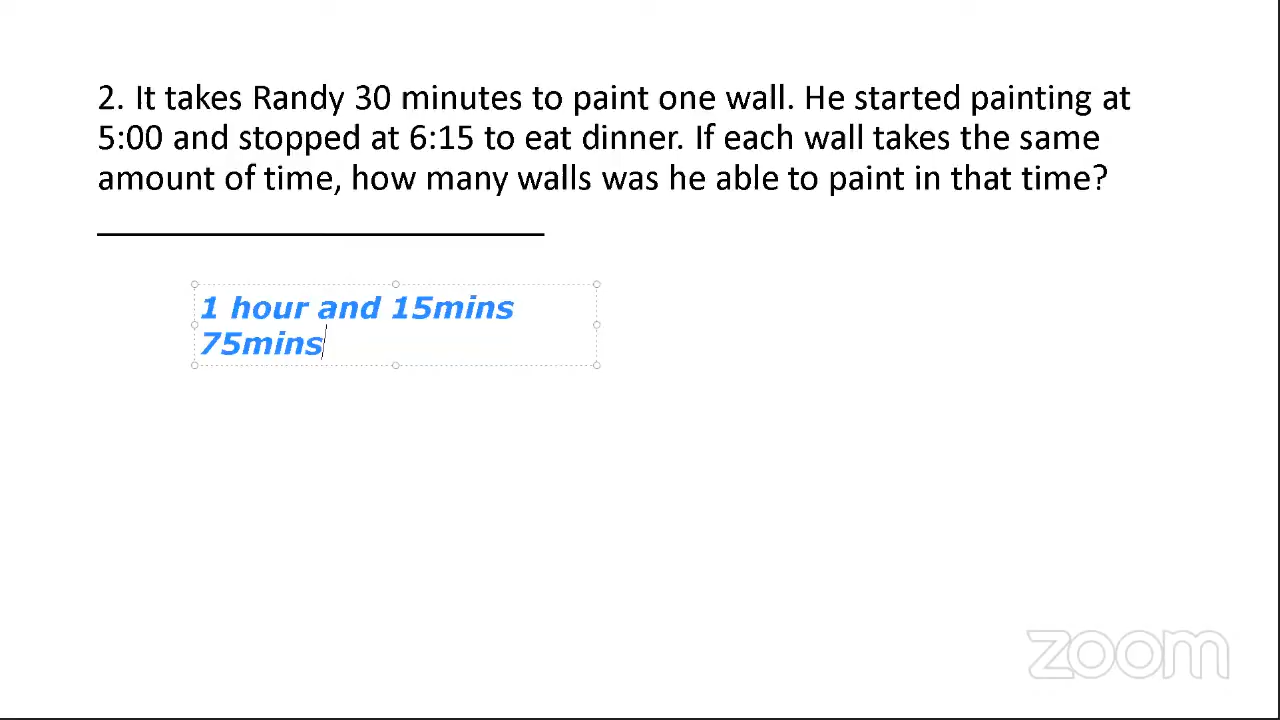 2. It takes Randy 30 minutes to paint one wall. He started painting at
5:00 and stopped at 6:15 to eat dinner. If each wall takes the same
amount of time, how many walls was he able to paint in that time?
1 hour and 15mins
75mins
zoom